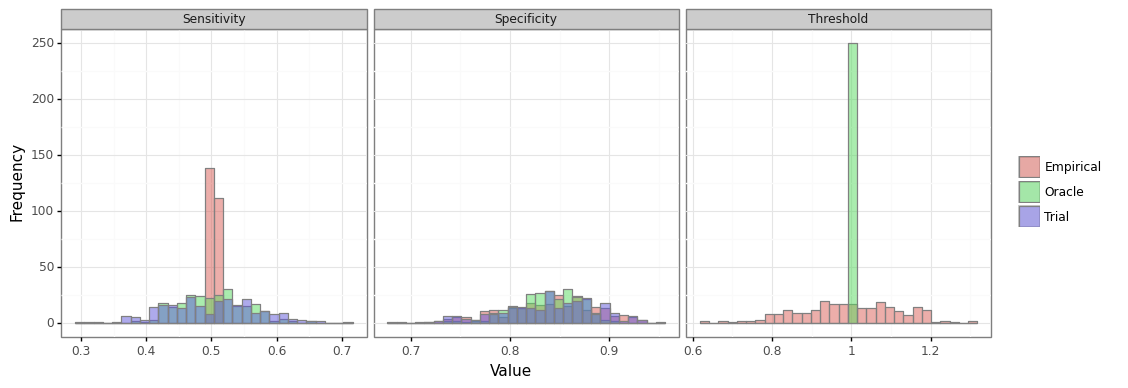 Sensitivity
Specificity
Threshold
250
200
150
100
50
0
Frequency
0.3
0.4
0.5
0.6
0.7
0.7
0.8
0.9
0.6
0.8
1
1.2
Value
Empirical
Oracle
Trial